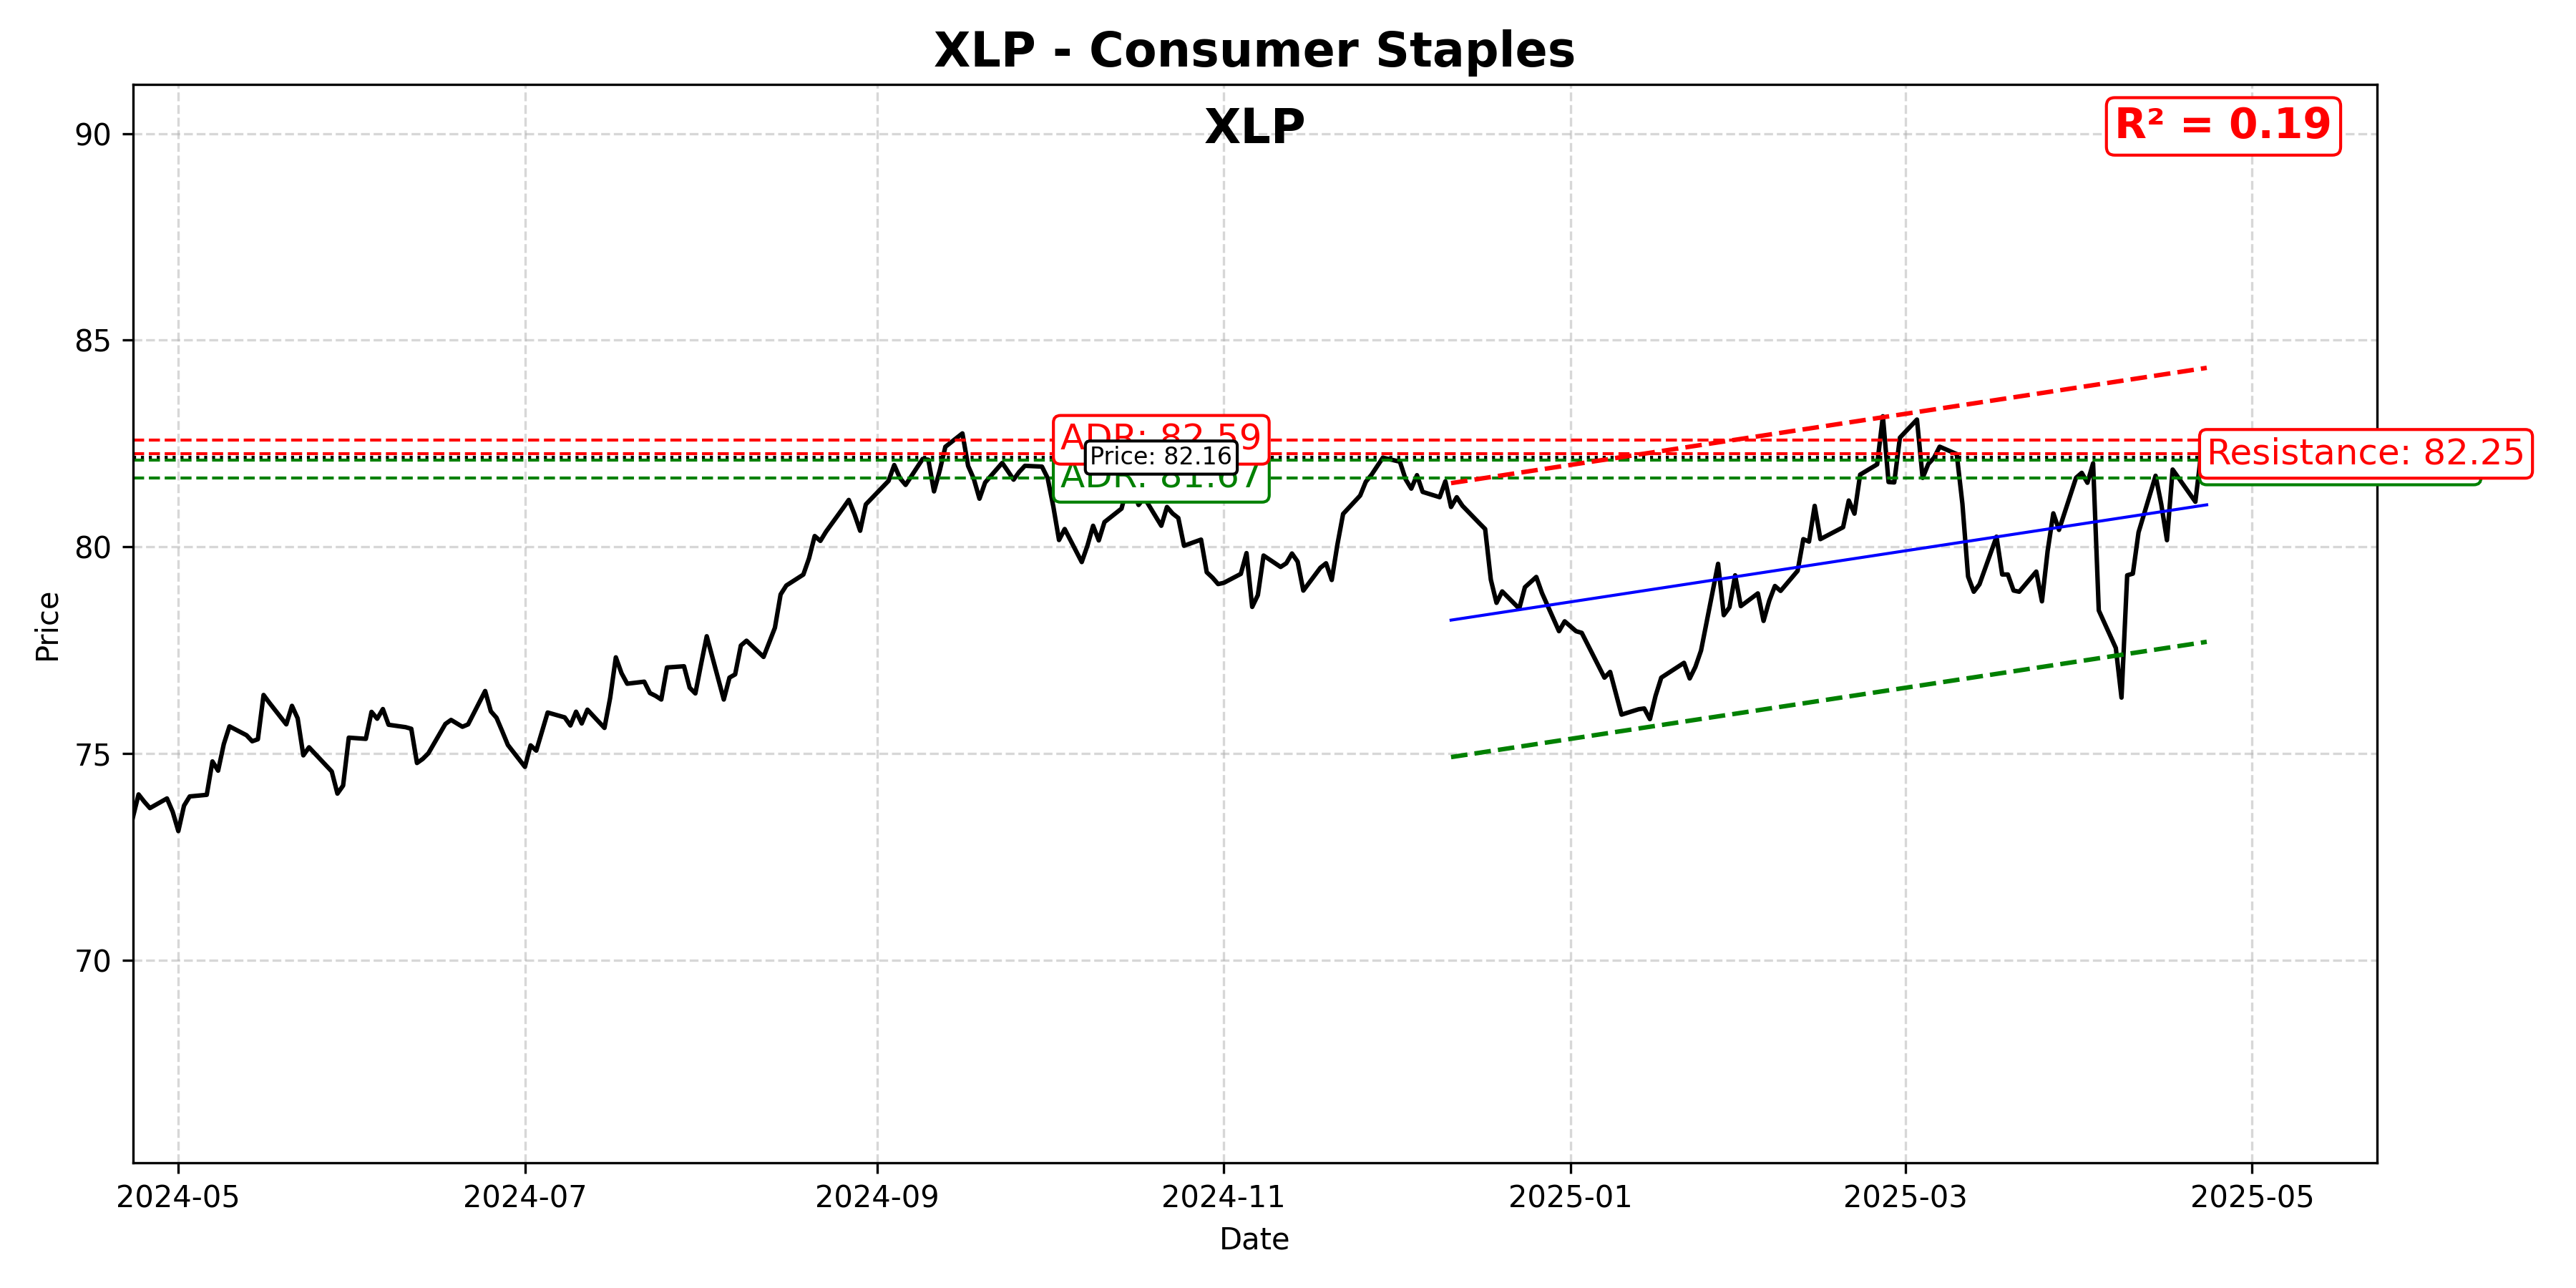 XLP - Consumer Staples
XLP
R² = 0.19
90
85
80
75
70
Price
ADR: 82.59
Price: 82.16
ADR: 81.67
Resistance: 82.25
2024-05
2024-07
2024-09
2024-11
2025-01
2025-03
2025-05
Date